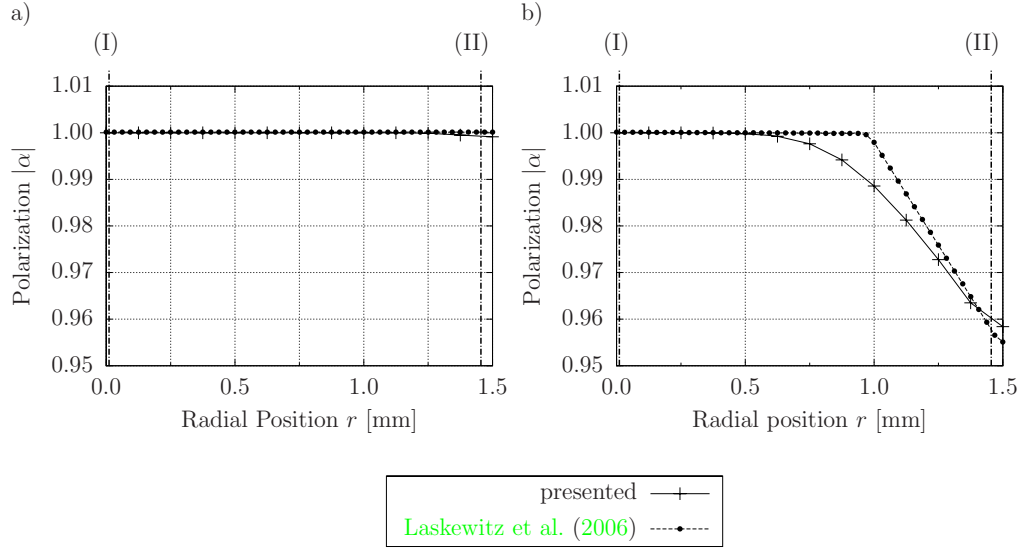 a)
(I)
(II)
1.01
1.00
0.99
0.98
0.97
0.96
0.95
0.0
0.5
1.0
1.5
Polarization |α|
Radial Position r [mm]
b)
(I)
(II)
1.01
1.00
0.99
0.98
0.97
0.96
0.95
0.0
0.5
1.0
1.5
Polarization |α|
Radial position r [mm]
presented
Laskewitz et al. (2006)